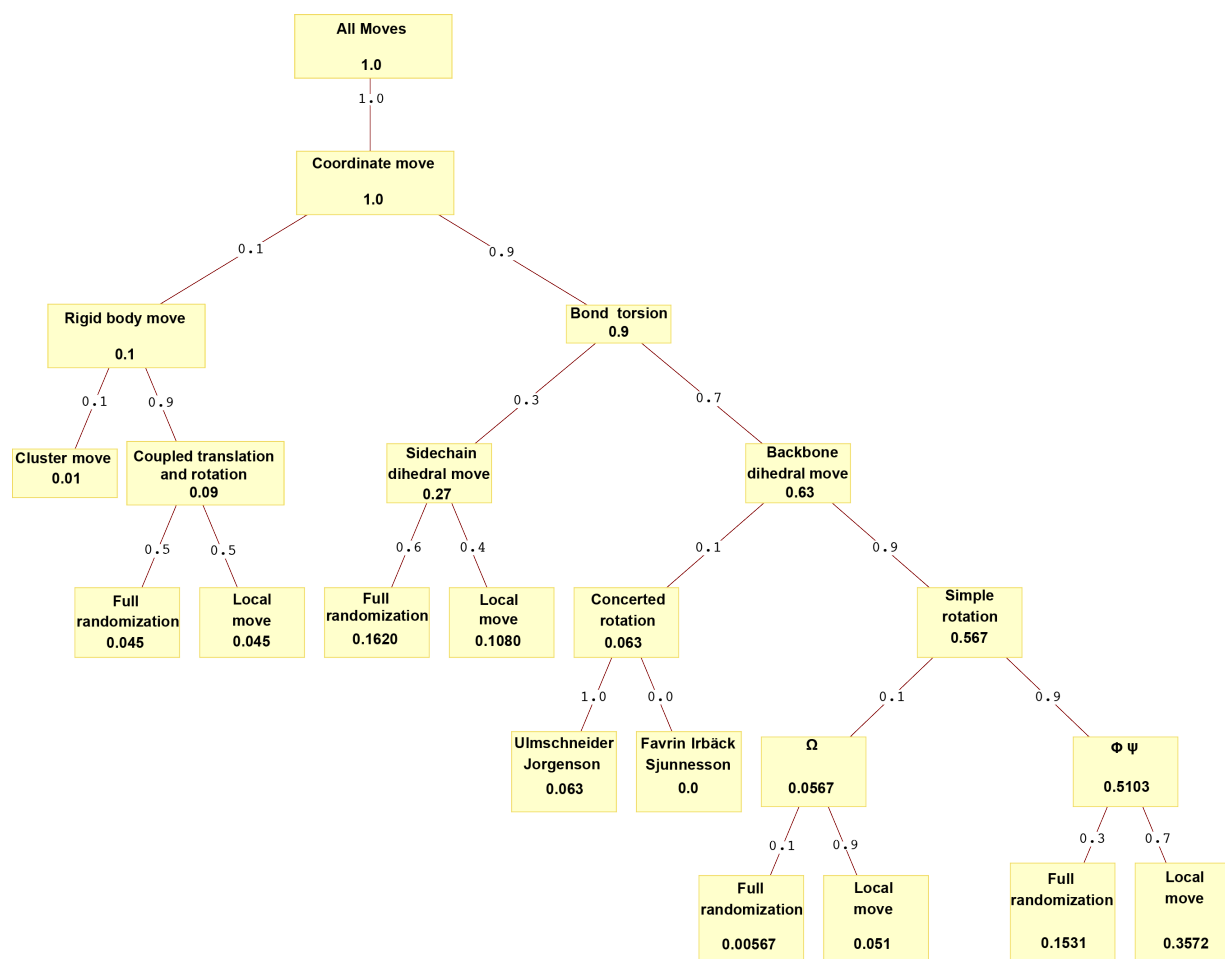 All Moves
1.0
1.0
Coordinate move
1.0
0.1
0.9
Rigid body move
0.1
Bond  torsion
0.9
0.1
0.9
0.3
0.7
Cluster move
0.01
Coupled translation
and rotation
0.09
Sidechain
dihedral move
0.27
Backbone
dihedral move
0.63
0.5
0.5
0.6
0.4
0.1
0.9
Full
randomization
0.045
Local
move
0.045
Full
randomization
0.1620
Local
move
0.1080
Concerted
rotation
0.063
Simple
rotation
0.567
1.0
0.0
0.1
0.9
Ulmschneider
Jorgenson
0.063
Favrin Irbäck
Sjunnesson
0.0
Ω
0.0567
Φ ψ
0.5103
0.1
0.9
0.3
0.7
Full
randomization
0.00567
Local
move
0.051
Full
randomization
0.1531
Local
move
0.3572